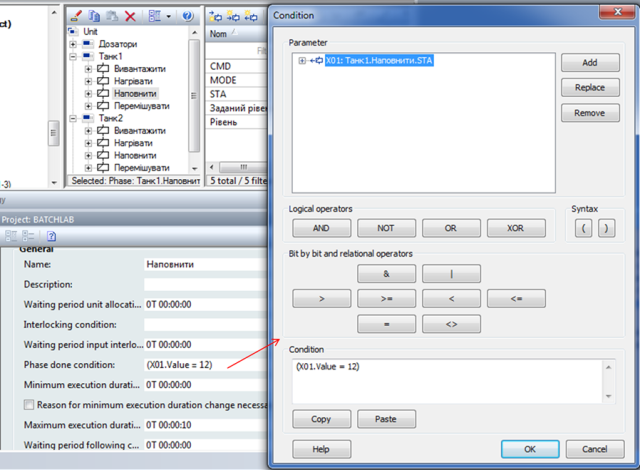 ct)
-3)
Unit
Дозатори
Танк1
Вивантажити
Нагрівати
Наповнити
Перемішувати
Танк2
Вивантажити
Нагрівати
Наповнити
Перемішувати
Selected: Phase: Танк1.Наповнит
Nom
Filt
CMD
MODE
STA
Заданий рівен
Рівень
5 total / 5 filte
Project: BATCHLAB
General
Name: Наповнити
Description:
Waiting period unit allocati... 0T 00:00:00
Interlocking condition:
Waiting period input interlo... 0T 00:00:00
Phase done condition: (X01.Value = 12)
Minimum execution durati... 0T 00:00:00
Reason for minimum execution duration change necessa
Maximum execution durati... 0T 00:00:10
Waiting period following c... 0T 00:00:00
Condition
Parameter
X01: Танк1.Наповнити.STA
Add
Replace
Remove
Logical operators
AND NOT OR XOR
Syntax
( )
Bit by bit and relational operators
& |
> >= < <=
= <>
Condition
(X01.Value = 12)
Copy Paste
Help OK Cancel